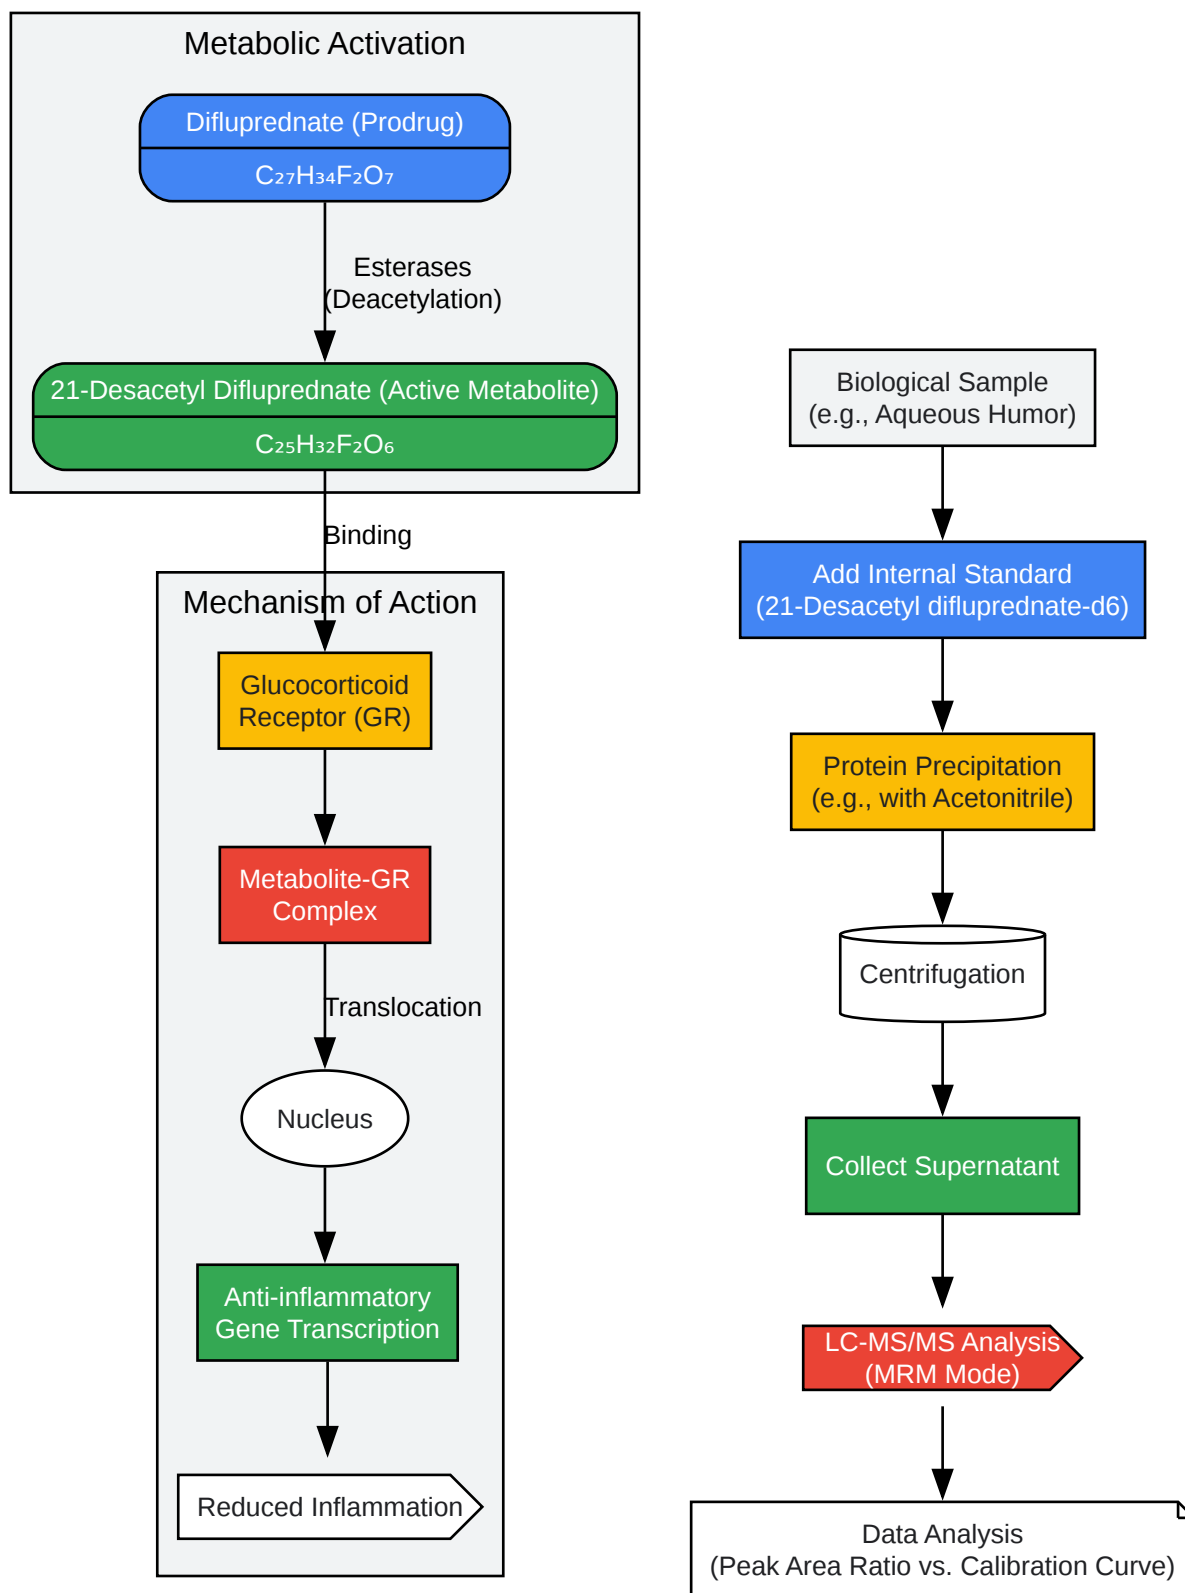 Metabolic Activation
Difluprednate (Prodrug)
C₂₇H₃₄F₂O₇
Esterases
(Deacetylation)
21-Desacetyl Difluprednate (Active Metabolite)
C₂₅H₃₂F₂O₆
Binding
Mechanism of Action
Glucocorticoid
Receptor (GR)
Metabolite-GR
Complex
Translocation
Nucleus
Anti-inflammatory
Gene Transcription
Reduced Inflammation
Biological Sample
(e.g., Aqueous Humor)
Add Internal Standard
(21-Desacetyl difluprednate-d6)
Protein Precipitation
(e.g., with Acetonitrile)
Centrifugation
Collect Supernatant
LC-MS/MS Analysis
(MRM Mode)
Data Analysis
(Peak Area Ratio vs. Calibration Curve)